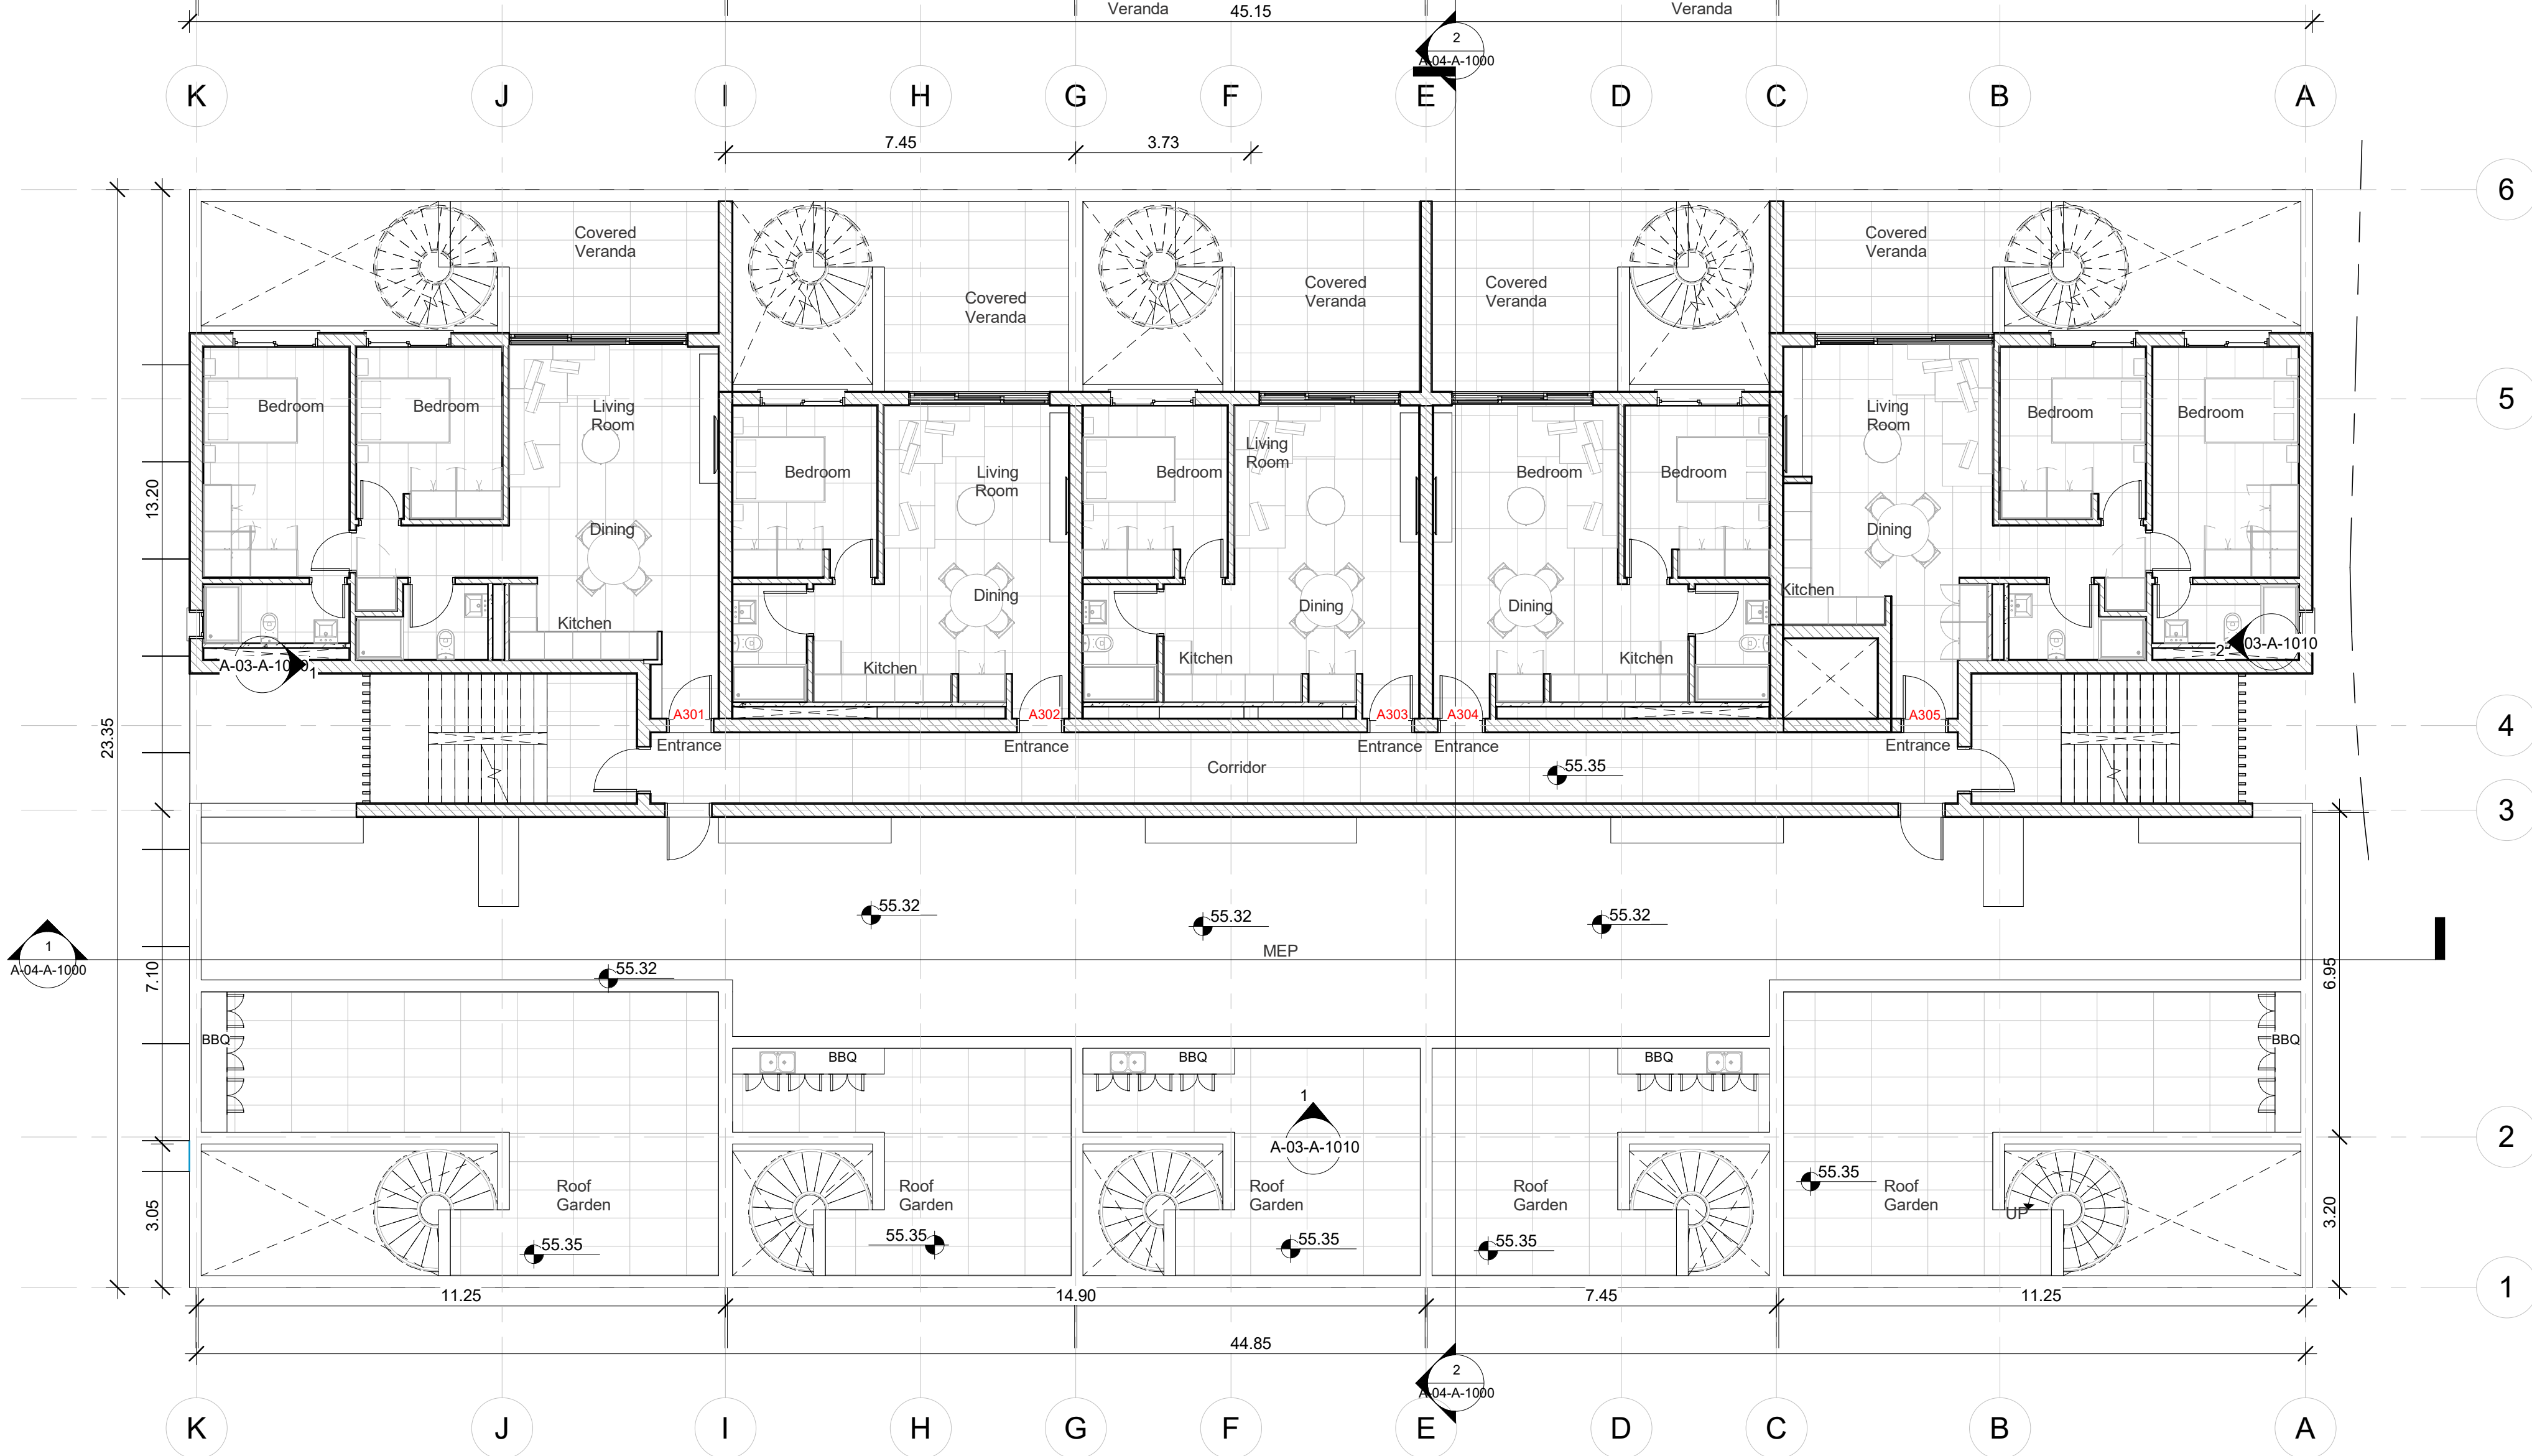 Veranda
45.15
Veranda
2
A-04-A-1000
K
J
I
H
G
F
E
D
C
B
A
7.45
3.73
6
Covered
Veranda
Covered
Veranda
Covered
Veranda
Covered
Veranda
Covered
Veranda
5
Bedroom
Bedroom
Living
Room
Bedroom
Living
Room
Bedroom
Living
Room
Bedroom
Bedroom
Living
Room
Bedroom
Bedroom
13.20
Dining
Dining
Dining
Dining
Dining
Kitchen
Kitchen
Kitchen
Kitchen
Kitchen
1
2
03-A-1010
A301
A302
A303
A304
A305
Entrance
Entrance
Entrance
Entrance
Entrance
4
23.35
Corridor
55.35
3
55.32
55.32
55.32
1
A-04-A-1000
MEP
55.32
7.10
6.95
BBQ
BBQ
BBQ
BBQ
BBQ
1
A-03-A-1010
2
Roof
Garden
Roof
Garden
Roof
Garden
Roof
Garden
Roof
Garden
55.35
UP
3.05
3.20
55.35
55.35
55.35
55.35
1
11.25
14.90
7.45
11.25
44.85
2
A-04-A-1000
K
J
I
H
G
F
E
D
C
B
A